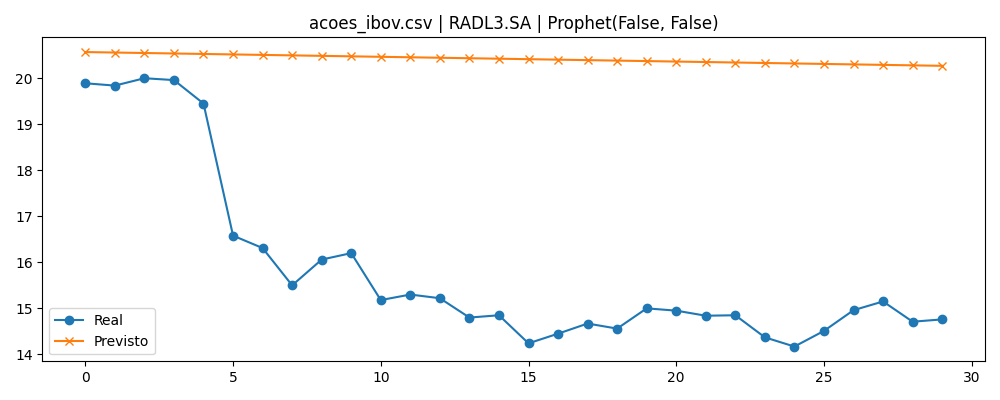 acoes_ibov.csv | RADL3.SA | Prophet(False, False)
20
19
18
17
16
15
14
Real
Previsto
0 5 10 15 20 25 30